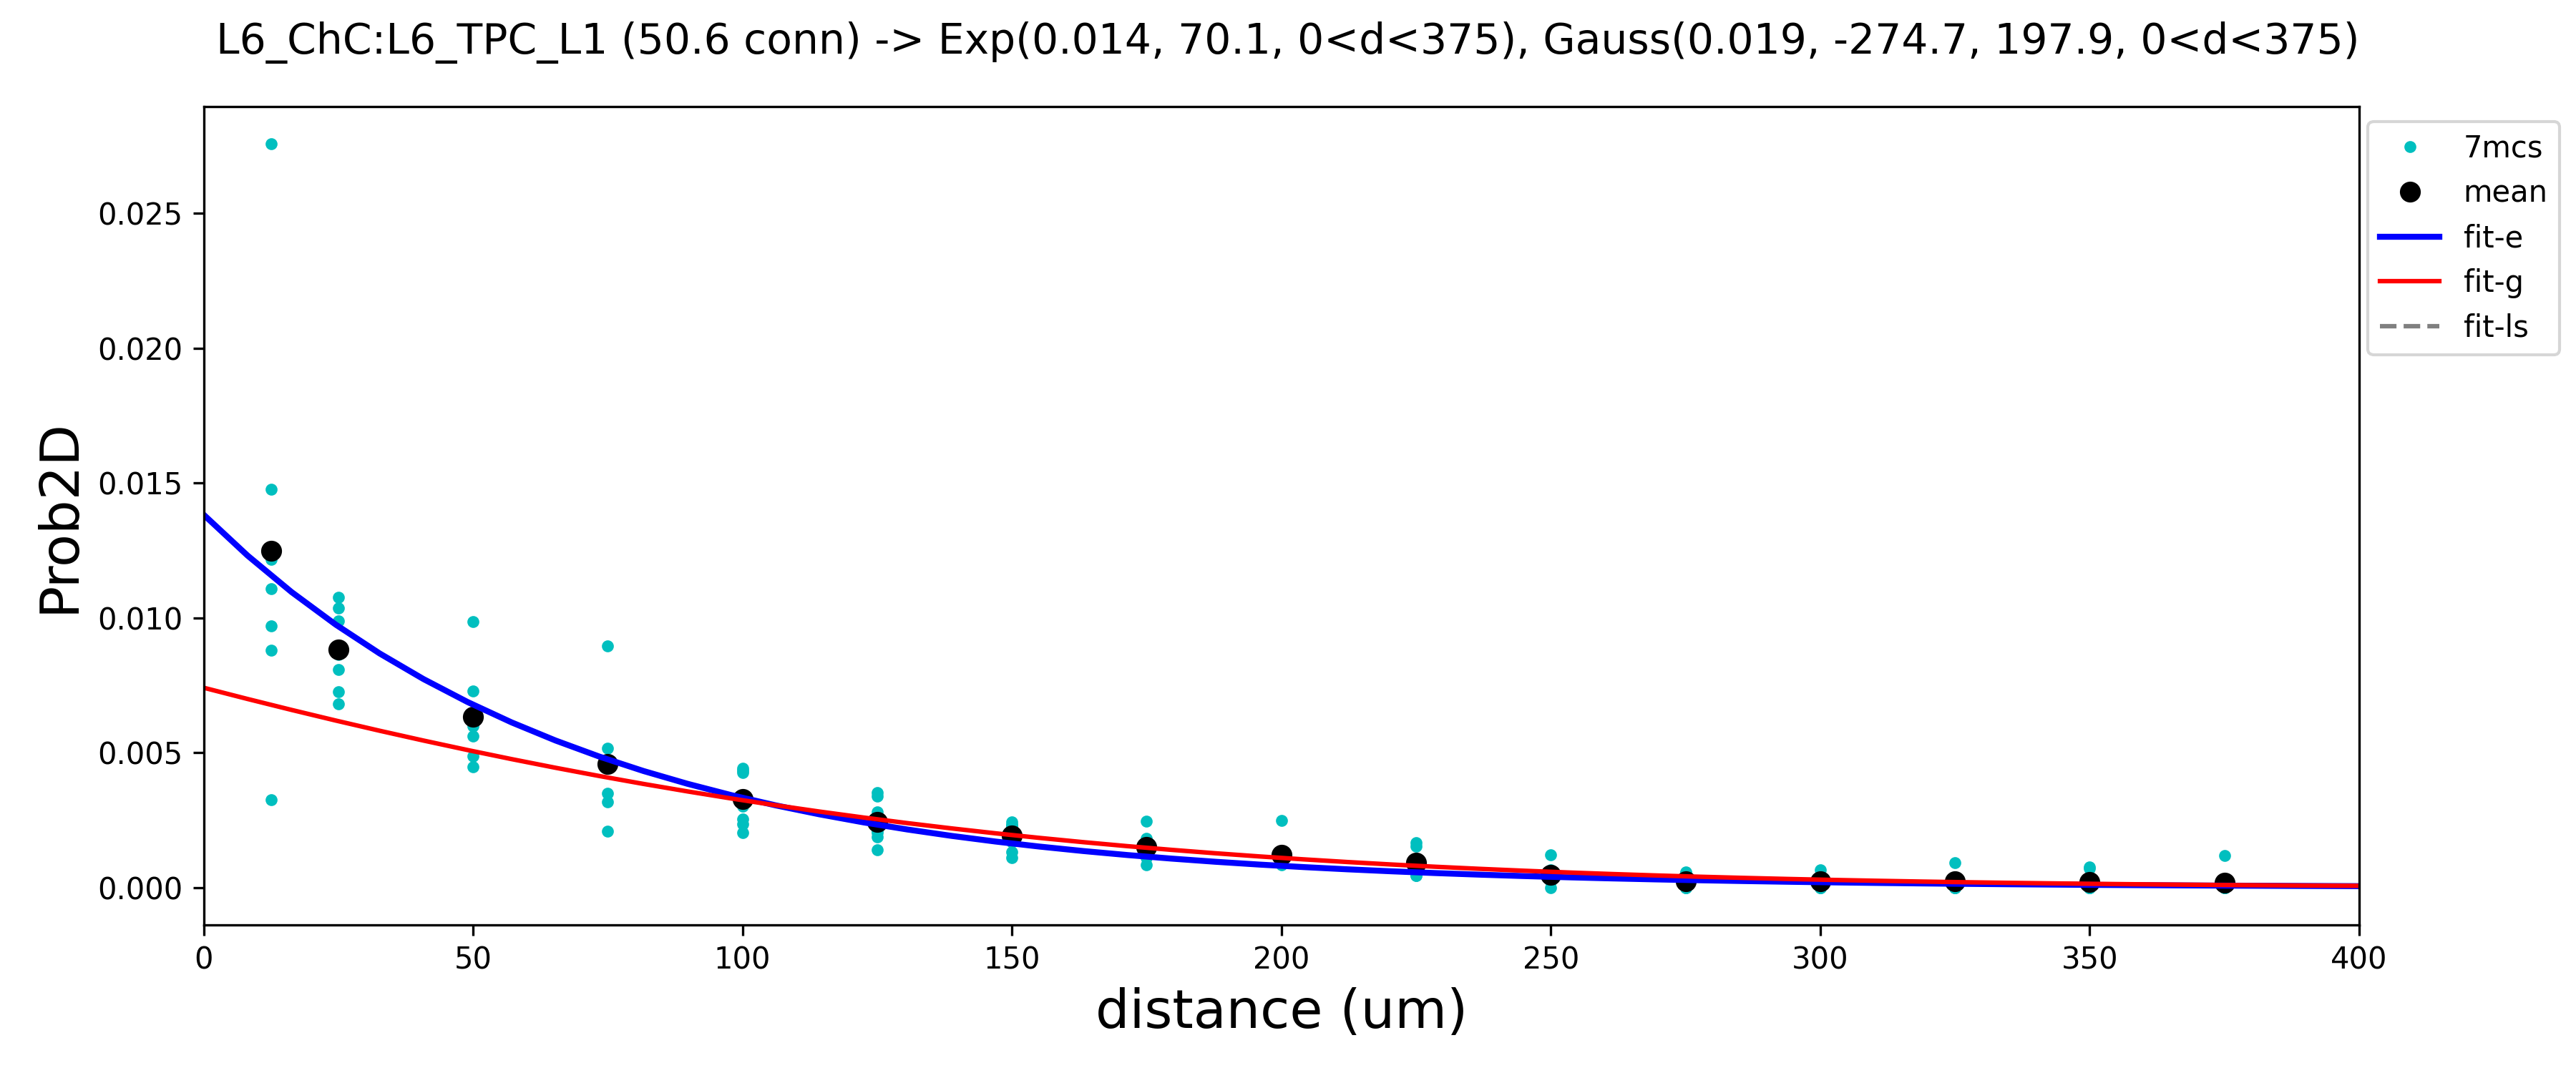 L6_ChC:L6_TPC_L1 (50.6 conn) -> Exp(0.014, 70.1, 0<d<375), Gauss(0.019, -274.7, 197.9, 0<d<375)
7mcs
mean
fit-e
fit-g
fit-ls
0.025
0.020
0.015
0.010
0.005
0.000
Prob2D
0 50 100 150 200 250 300 350 400
distance (um)